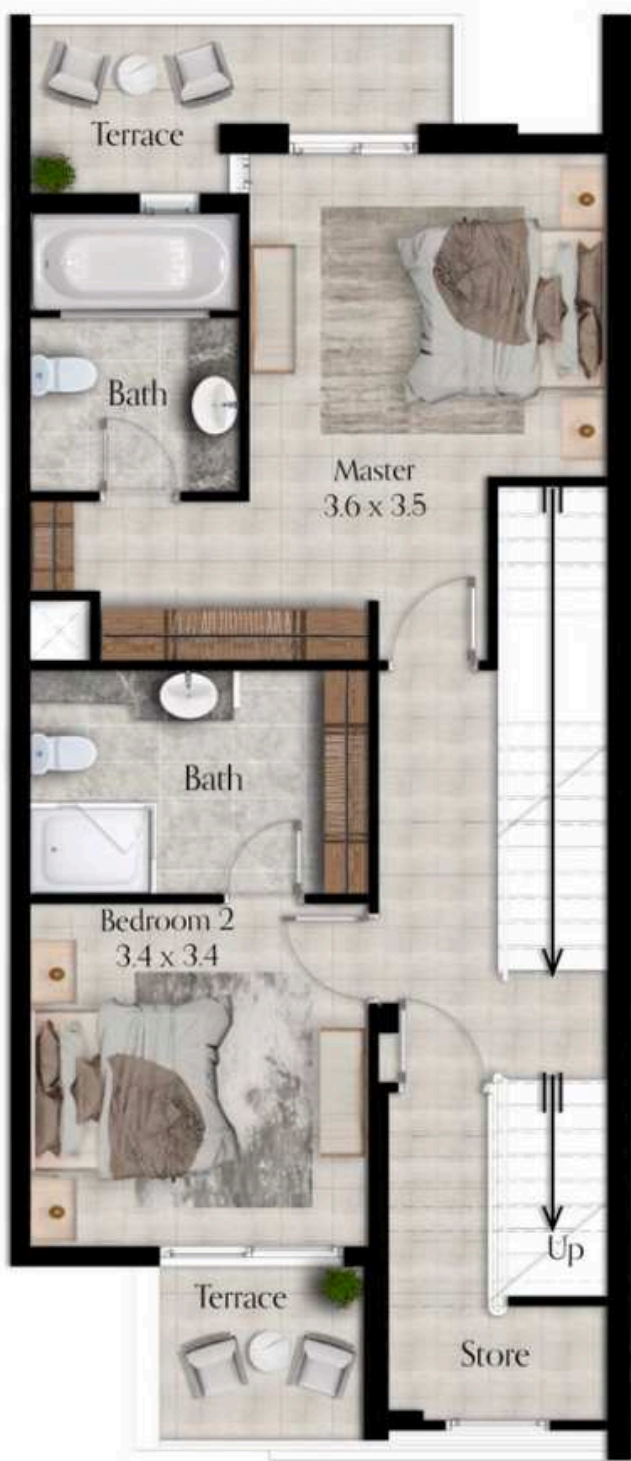 Terrace
Bath
Master
3.6 x 3.5
Bath
Bedroom 2
3.4 x 3.4
Up
Terrace
Store